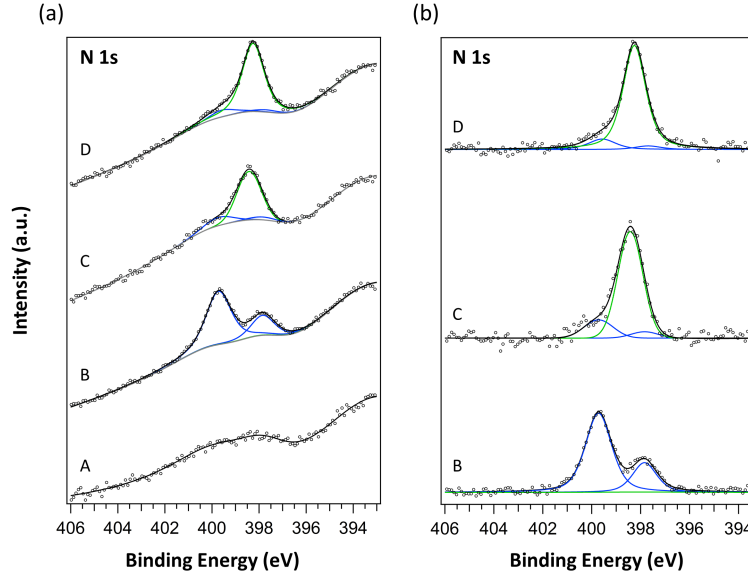 (a)
N 1s
D
C
B
A
Intensity (a.u.)
406 404 402 400 398 396 394
Binding Energy (eV)
(b)
N 1s
D
C
B
406 404 402 400 398 396 394
Binding Energy (eV)